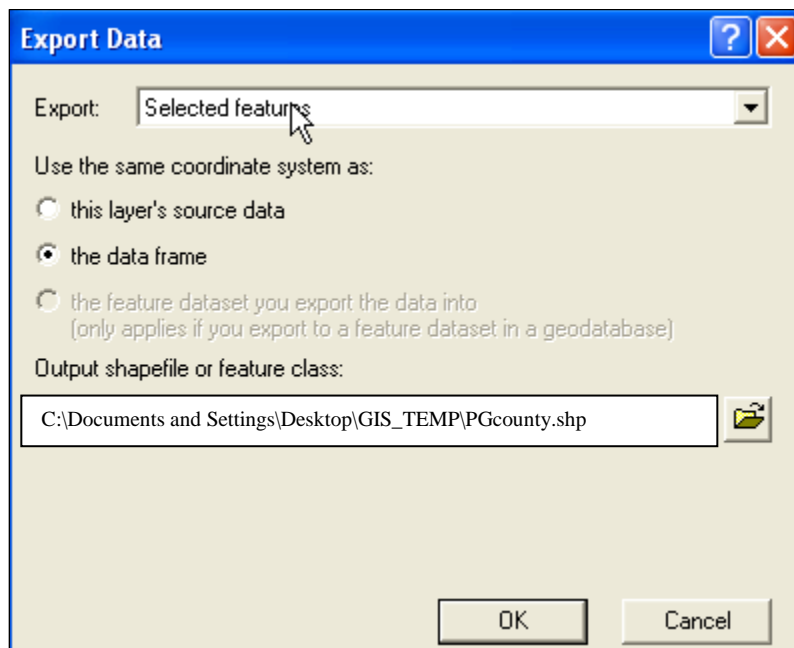 Export Data
Export: Selected features
Use the same coordinate system as:
this layer's source data
the data frame
the feature dataset you export the data into
(only applies if you export to a feature dataset in a geodatabase)
Output shapefile or feature class:
C:\Documents and Settings\Desktop\GIS_TEMP\PGcounty.shp
OK Cancel